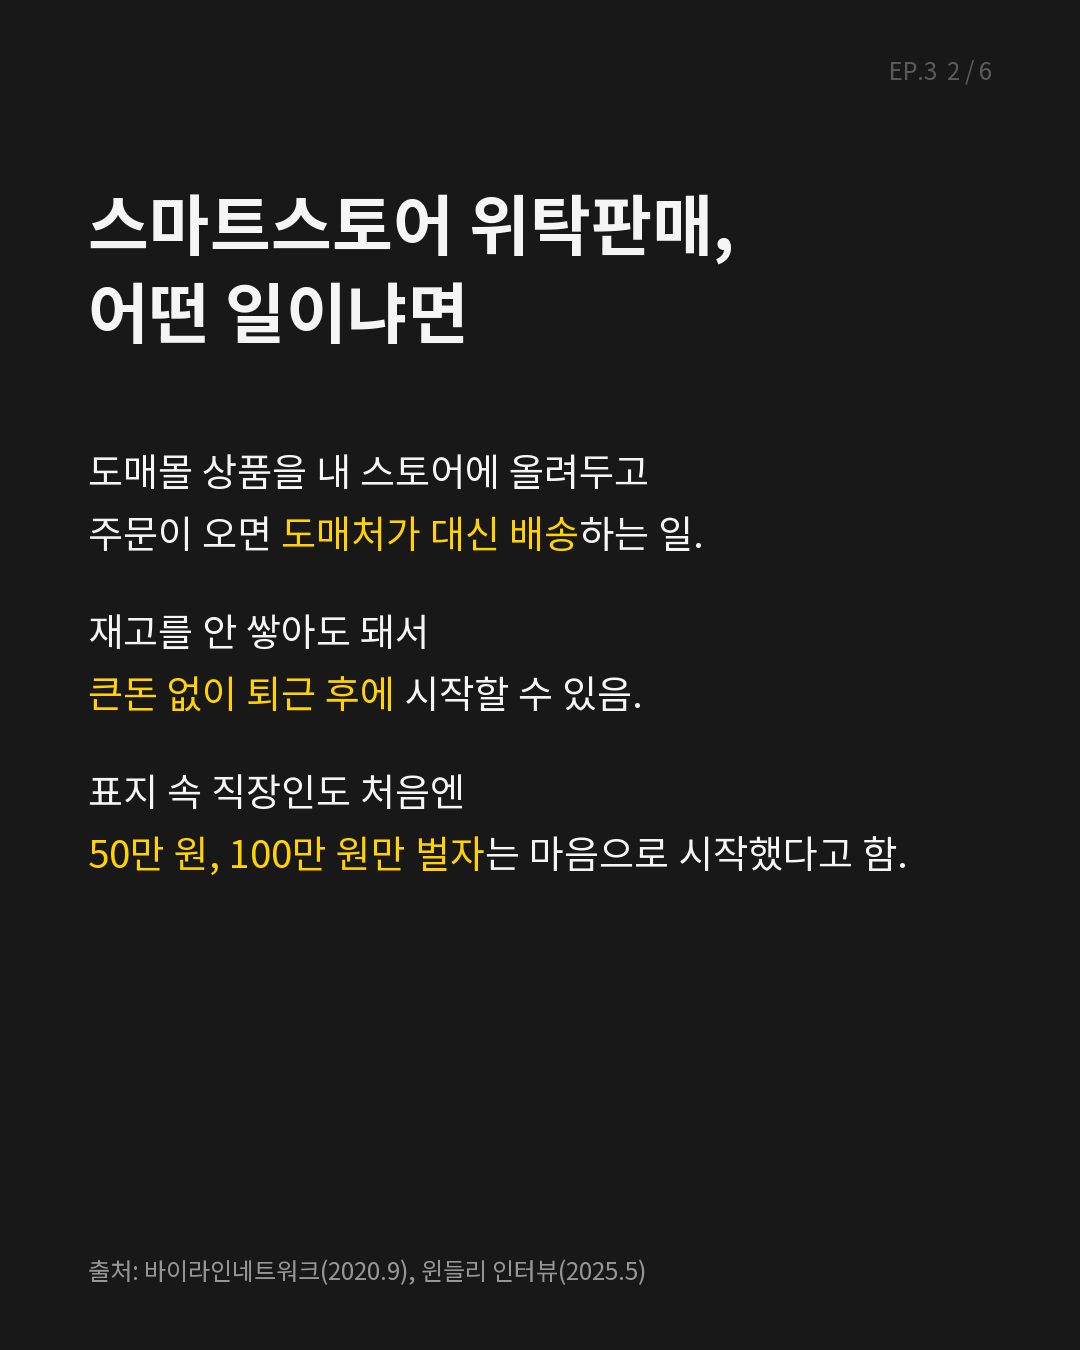 EP.3 2 / 6
스마트스토어 위탁판매,
어떤 일이냐면
도매몰 상품을 내 스토어에 올려두고
주문이 오면 도매처가 대신 배송하는 일.
재고를 안 쌓아도 돼서
큰돈 없이 퇴근 후에 시작할 수 있음.
표지 속 직장인도 처음엔
50만 원, 100만 원만 벌자는 마음으로 시작했다고 함.
출처: 바이라인네트워크(2020.9), 윈들리 인터뷰(2025.5)